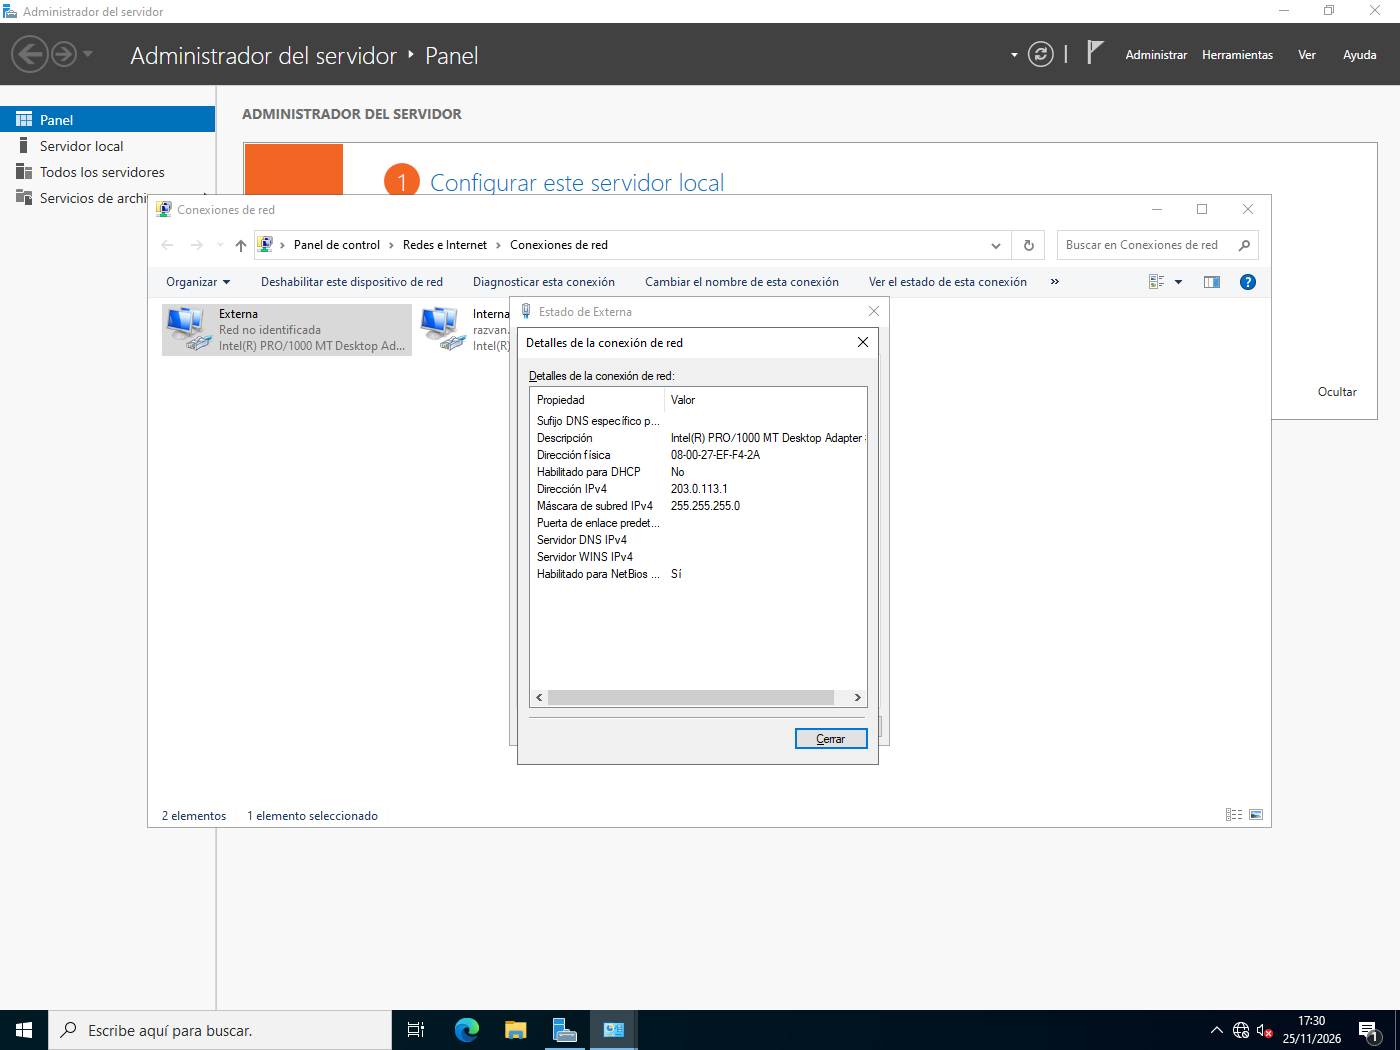 Administrador del servidor
Administrador del servidor ‣ Panel
Administrar Herramientas Ver Ayuda
Panel
Servidor local
Todos los servidores
Servicios de archi
ADMINISTRADOR DEL SERVIDOR
1 Configurar este servidor local
Ocultar
Conexiones de red
Panel de control > Redes e Internet > Conexiones de red
Buscar en Conexiones de red
Organizar
Deshabilitar este dispositivo de red
Diagnosticar esta conexión
Cambiar el nombre de esta conexión
Ver el estado de esta conexión
»
Externa
Red no identificada
Intel(R) PRO/1000 MT Desktop Ad...
Interna
razvan.
Intel(R)
Estado de Externa
Detalles de la conexión de red
Detalles de la conexión de red:
Propiedad Valor
Sufijo DNS específico p...
Descripción Intel(R) PRO/1000 MT Desktop Adapter
Dirección física 08-00-27-EF-F4-2A
Habilitado para DHCP No
Dirección IPv4 203.0.113.1
Máscara de subred IPv4 255.255.255.0
Puerta de enlace predet...
Servidor DNS IPv4
Servidor WINS IPv4
Habilitado para NetBios ... Sí
Cerrar
2 elementos 1 elemento seleccionado
Escribe aquí para buscar.
17:30
25/11/2026
1